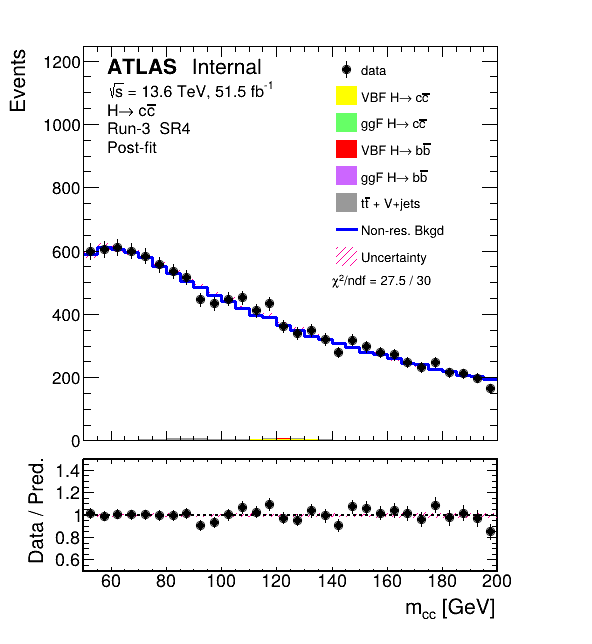 Events
1200
1000
800
600
400
200
0
ATLAS Internal
√s = 13.6 TeV, 51.5 fb⁻¹
H→ cc̅
Run-3 SR4
Post-fit
data
VBF H→ cc̅
ggF H→ cc̅
VBF H→ bb̅
ggF H→ bb̅
tt̅ + V+jets
Non-res. Bkgd
Uncertainty
χ²/ndf = 27.5 / 30
Data / Pred.
1.4
1.2
1
0.8
0.6
60 80 100 120 140 160 180 200
m_cc [GeV]